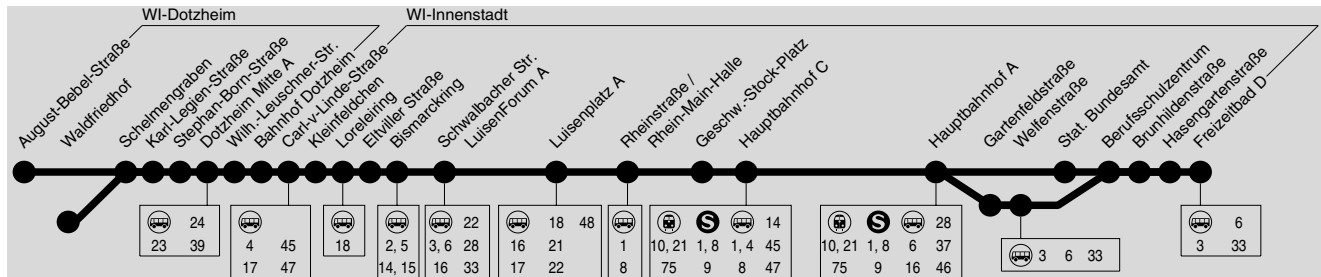 WI-Dotzheim
WI-Innenstadt
August-Bebel-Straße
Waldfriedhof
Schelmengraben
Karl-Legien-Straße
Stephan-Born-Straße
Dotzheim Mitte A
Wilh.-Leuschner-Str.
Bahnhof Dotzheim
Carl-v-Linde-Straße
Kleinfeldchen
Loreleiring
Eltviller Straße
Bismarckring
Schwalbacher Str.
LuisenForum A
Luisenplatz A
Rheinstraße /
Rhein-Main-Halle
Geschw.-Stock-Platz
Hauptbahnhof C
Hauptbahnhof A
Gartenfeldstraße
Welfenstraße
Stat. Bundesamt
Berufsschulzentrum
Brunhildenstraße
Hasengartenstraße
Freizeitbad D
24
23 39
4 45
17 47
18
2, 5
14, 15
22
3, 6 28
16 33
18 48
16 21
17 22
1
8
S 14
10, 21 1, 8 1, 4 45
75 9 8 47
S 28
10, 21 1, 8 6 37
75 9 16 46
3 6 33
6
3 33